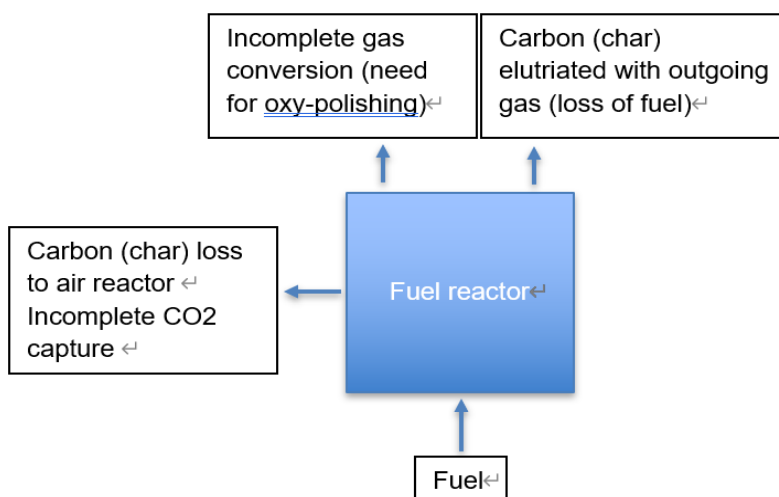 Incomplete gas
conversion (need
for oxy-polishing)↵
Carbon (char)
elutriated with outgoing
gas (loss of fuel)↵
Carbon (char) loss
to air reactor ↵
Incomplete CO2
capture ↵
Fuel reactor↵
Fuel↵